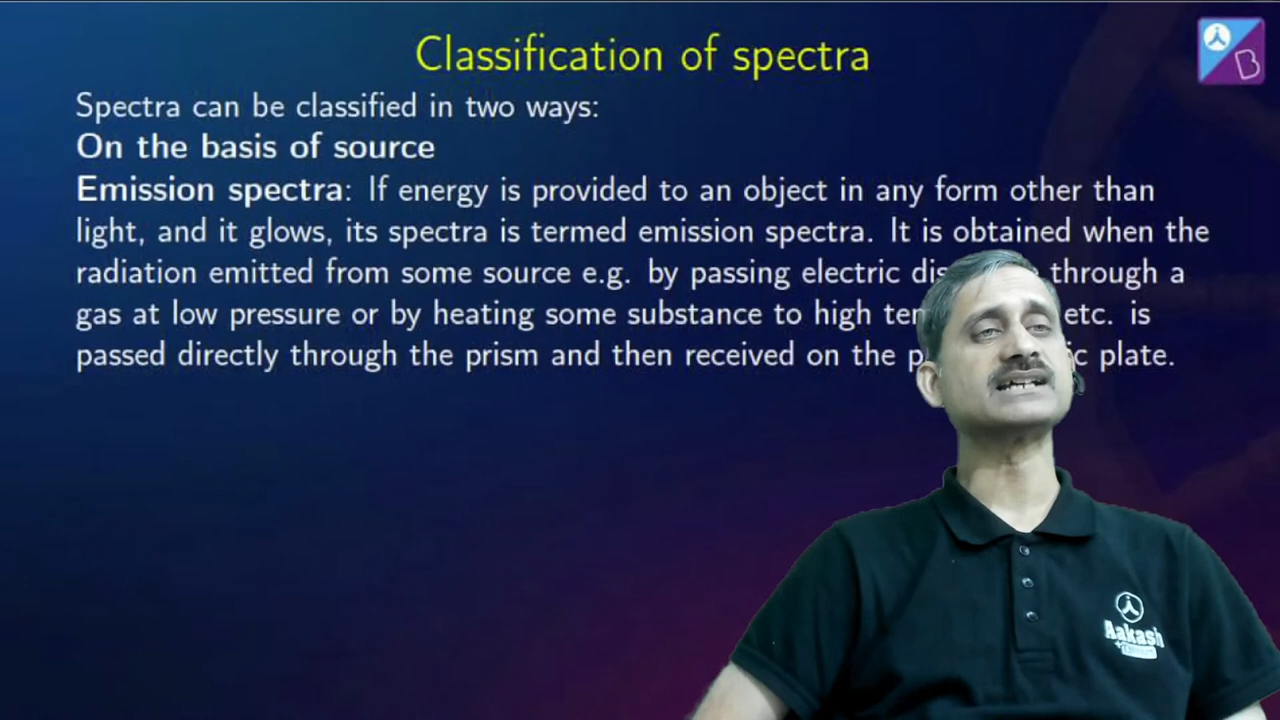 Classification of spectra
Spectra can be classified in two ways:
On the basis of source
Emission spectra: If energy is provided to an object in any form other than
light, and it glows, its spectra is termed emission spectra. It is obtained when the
radiation emitted from some source e.g. by passing electric through a
gas at low pressure or by heating some substance to high etc. is
passed directly through the prism and then received on the plate.
B
Aakash